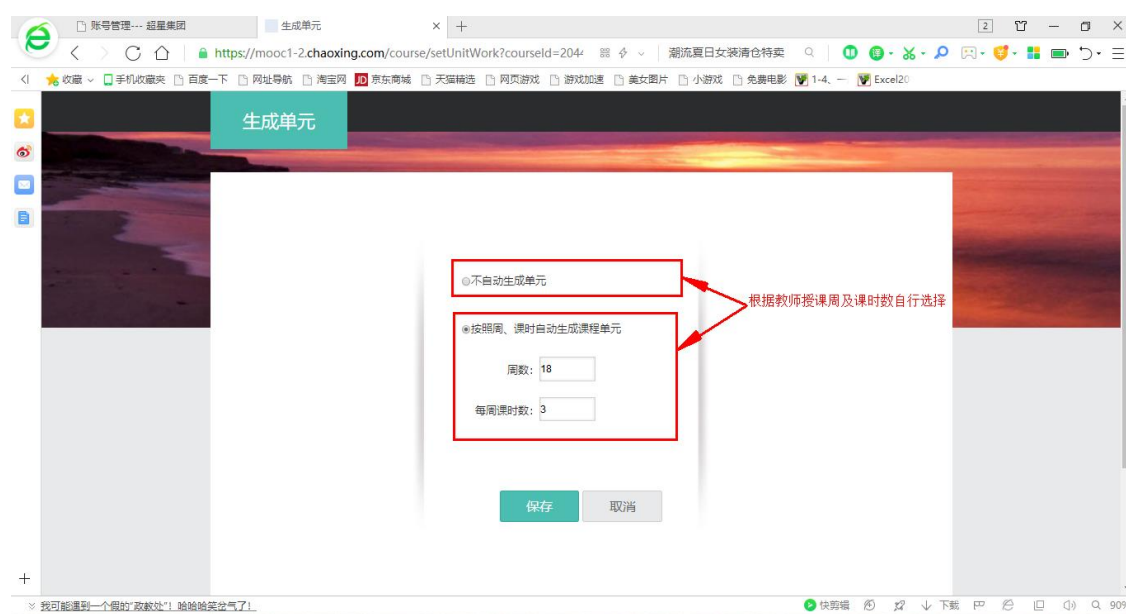 账号管理--- 超星集团
生成单元
2
https://mooc1-2.chaoxing.com/course/setUnitWork?courseId=204
潮流夏日女装清仓特卖
收藏
手机收藏夹
百度一下
网址导航
淘宝网
JD 京东商城
天猫精选
网页游戏
游戏加速
美女图片
小游戏
免费电影
1-4、一
Excel20
生成单元
不自动生成单元
根据教师授课周及课时数自行选择
按照周、课时自动生成课程单元
周数: 18
每周课时数: 3
保存
取消
我可能遇到一个假的"政教处"! 哈哈哈笑岔气了!
快剪辑
下载
90%